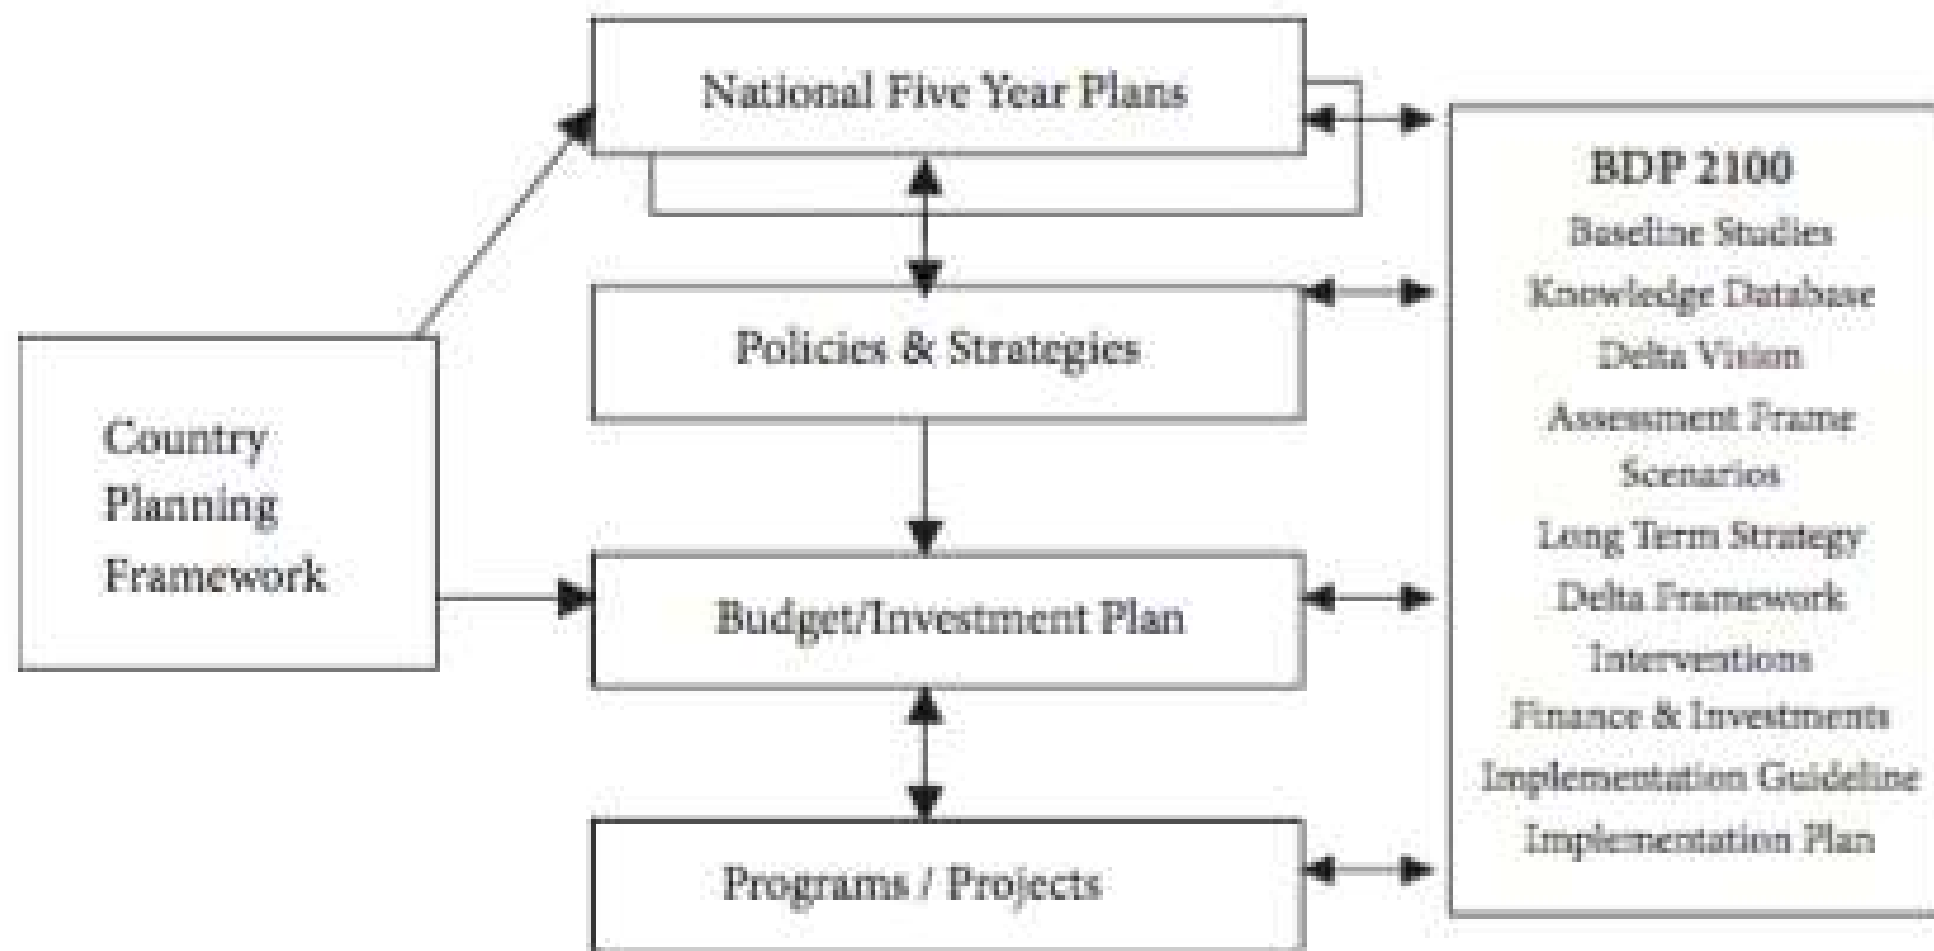 National Five Year Plans
Policies & Strategies
Country
Planning
Framework
Budget/Investment Plan
Programs / Projects
BDP 2100
Baseline Studies
Knowledge Database
Delta Vision
Assessment Frame
Scenarios
Long Term Strategy
Delta Framework
Interventions
Finance & Investments
Implementation Guideline
Implementation Plan